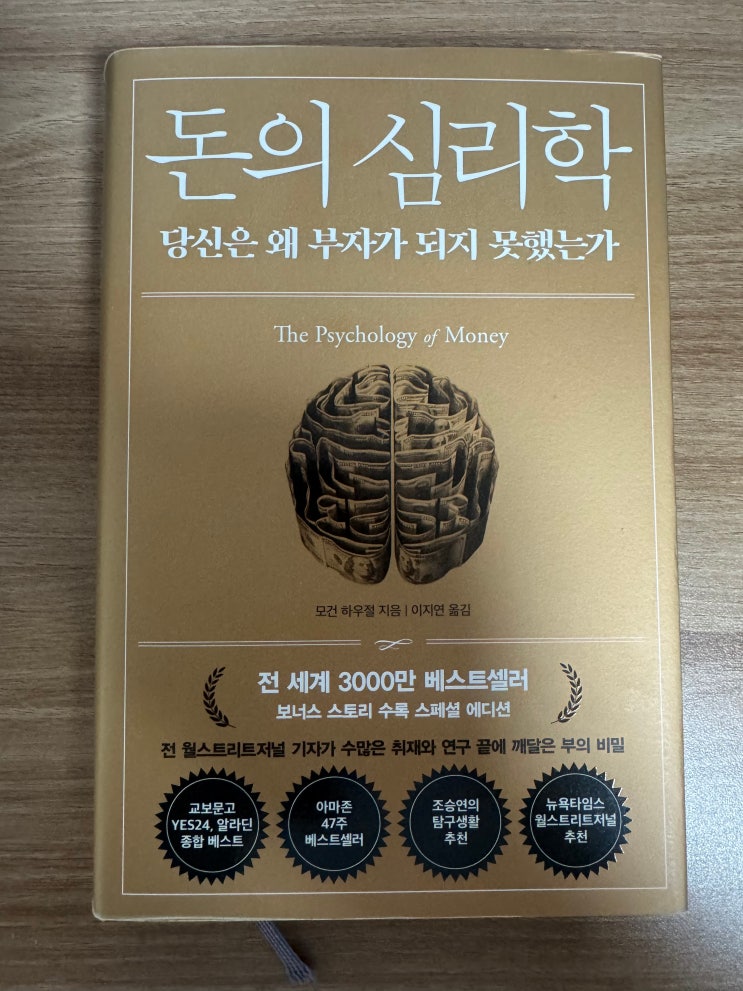 돈의 심리학
당신은 왜 부자가 되지 못했는가
The Psychology of Money
모건 하우절 지음 | 이지연 옮김
전 세계 3000만 베스트셀러
보너스 스토리 수록 스페셜 에디션
전 월스트리트저널 기자가 수많은 취재와 연구 끝에 깨달은 부의 비밀
교보문고
YES24, 알라딘
종합 베스트
아마존
47주
베스트셀러
조승연의
탐구생활
추천
뉴욕타임스
월스트리트저널
추천